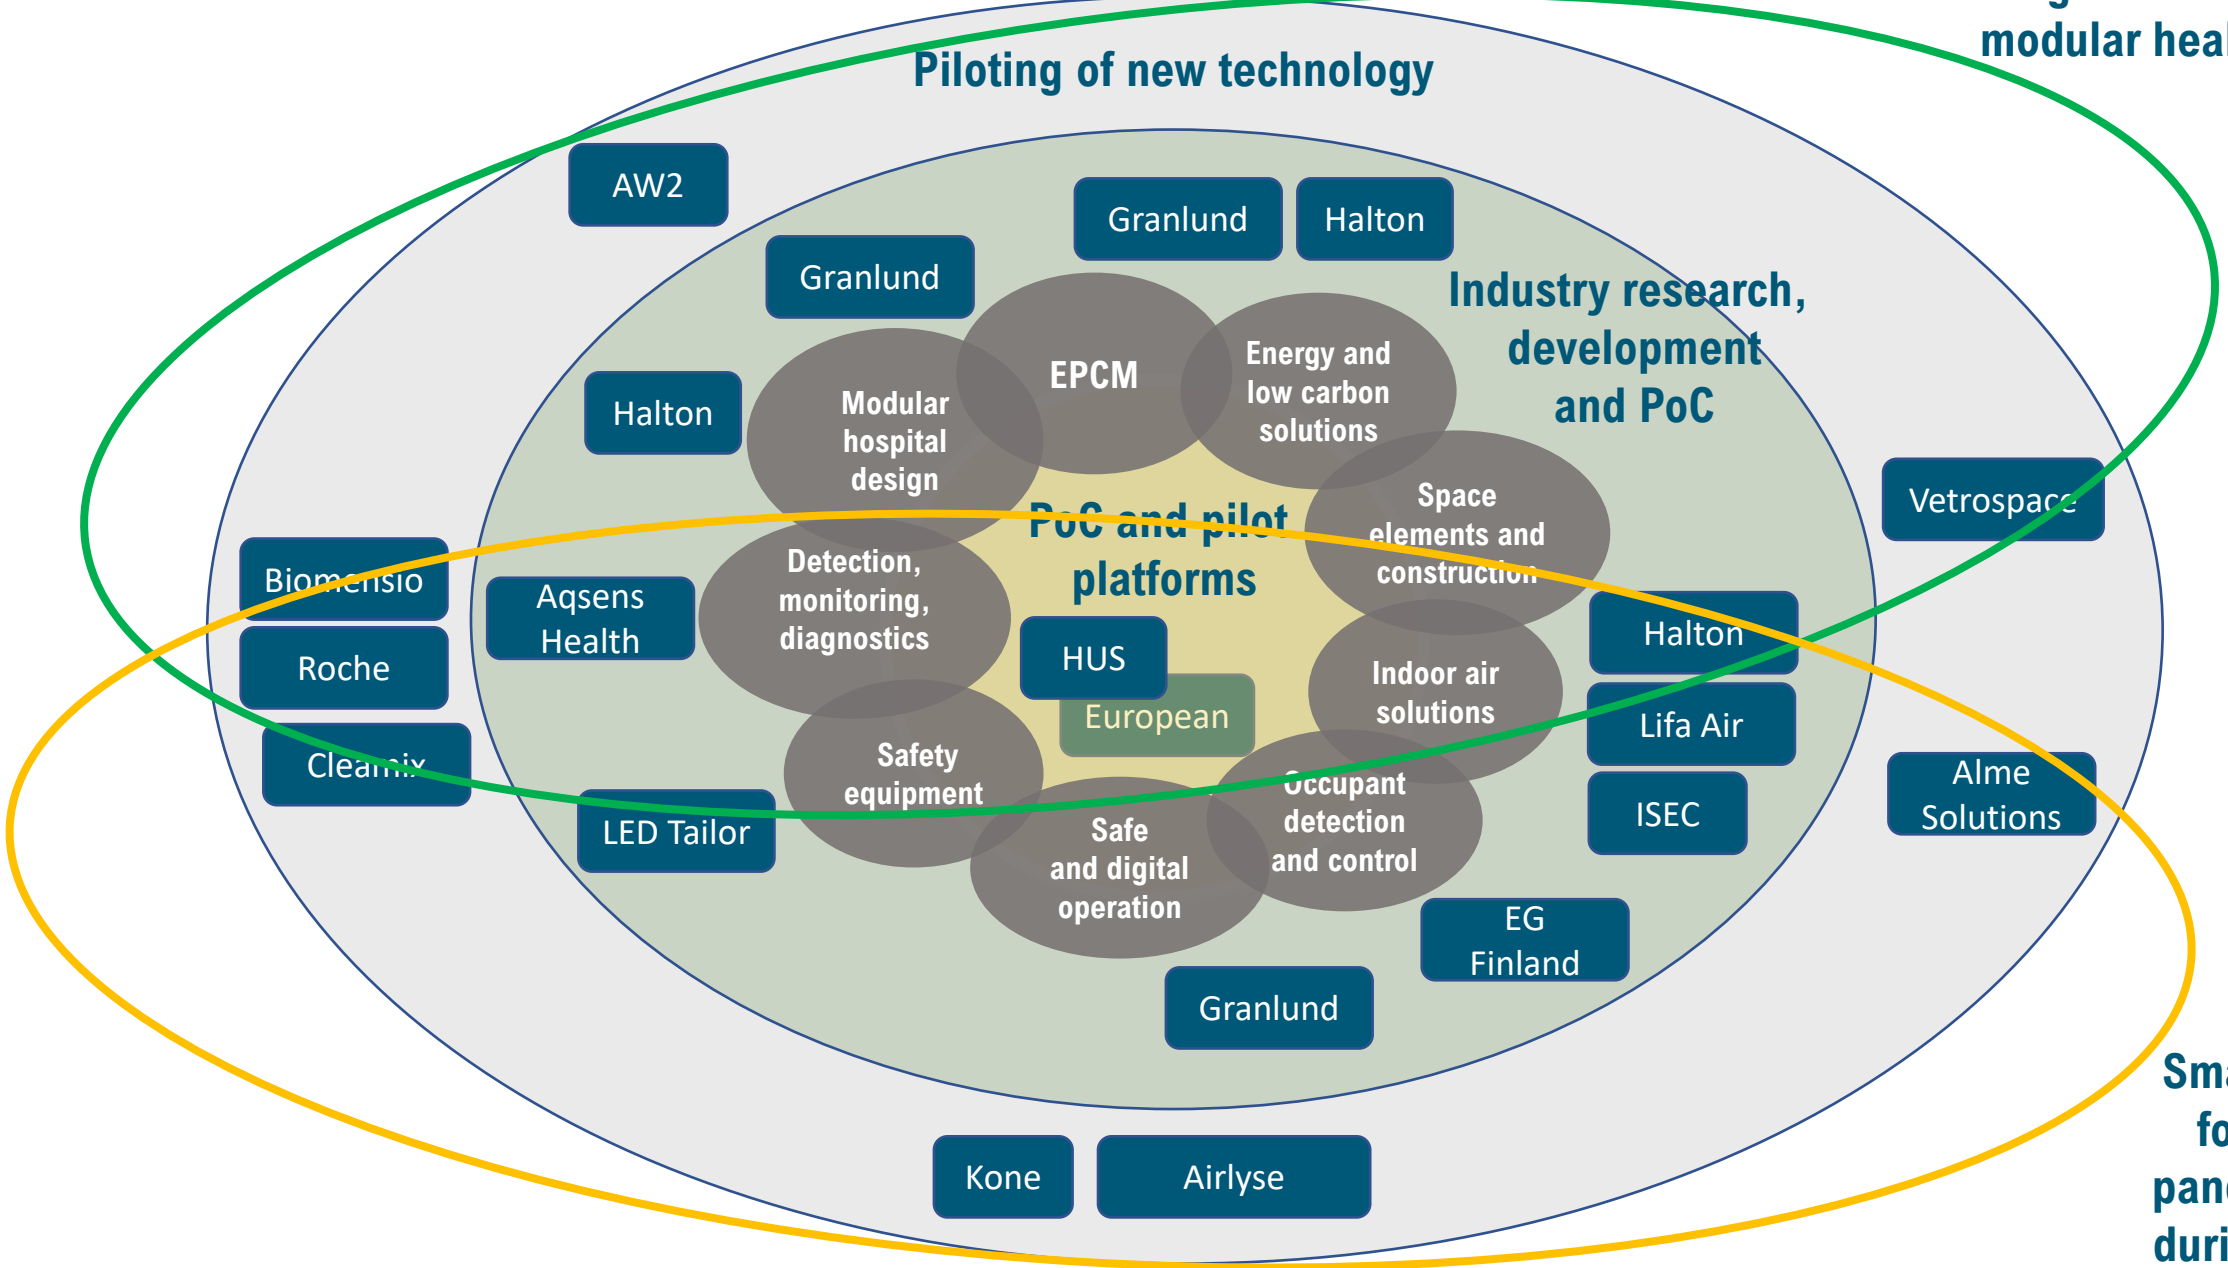 modular
Piloting of new technology
AW2
Granlund
Halton
Granlund
Industry research,
development
and PoC
Halton
EPCM
Energy and
low carbon
solutions
Modular
hospital
design
Space
elements and
construction
Vetrospace
PoC and pilot
platforms
Detection,
monitoring,
diagnostics
Biomensio
Aqsens
Health
Roche
Cleamix
HUS
European
Halton
Indoor air
solutions
Lifa Air
ISEC
Alme
Solutions
Safety
equipment
LED Tailor
Occupant
detection
and control
Safe
and digital
operation
EG
Finland
Granlund
Kone
Airlyse